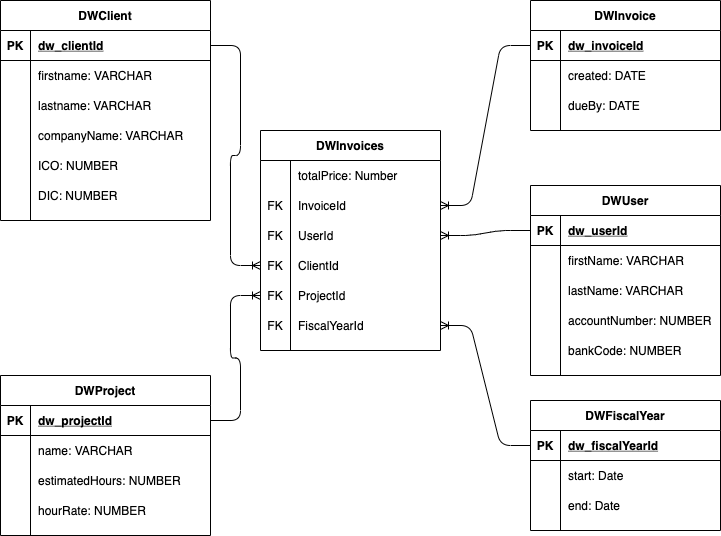 DWClient
PK dw_clientId
firstname: VARCHAR
lastname: VARCHAR
companyName: VARCHAR
ICO: NUMBER
DIC: NUMBER
DWInvoices
totalPrice: Number
FK InvoiceId
FK UserId
FK ClientId
FK ProjectId
FK FiscalYearId
DWInvoice
PK dw_invoiceId
created: DATE
dueBy: DATE
DWUser
PK dw_userId
firstName: VARCHAR
lastName: VARCHAR
accountNumber: NUMBER
bankCode: NUMBER
DWProject
PK dw_projectId
name: VARCHAR
estimatedHours: NUMBER
hourRate: NUMBER
DWFiscalYear
PK dw_fiscalYearId
start: Date
end: Date